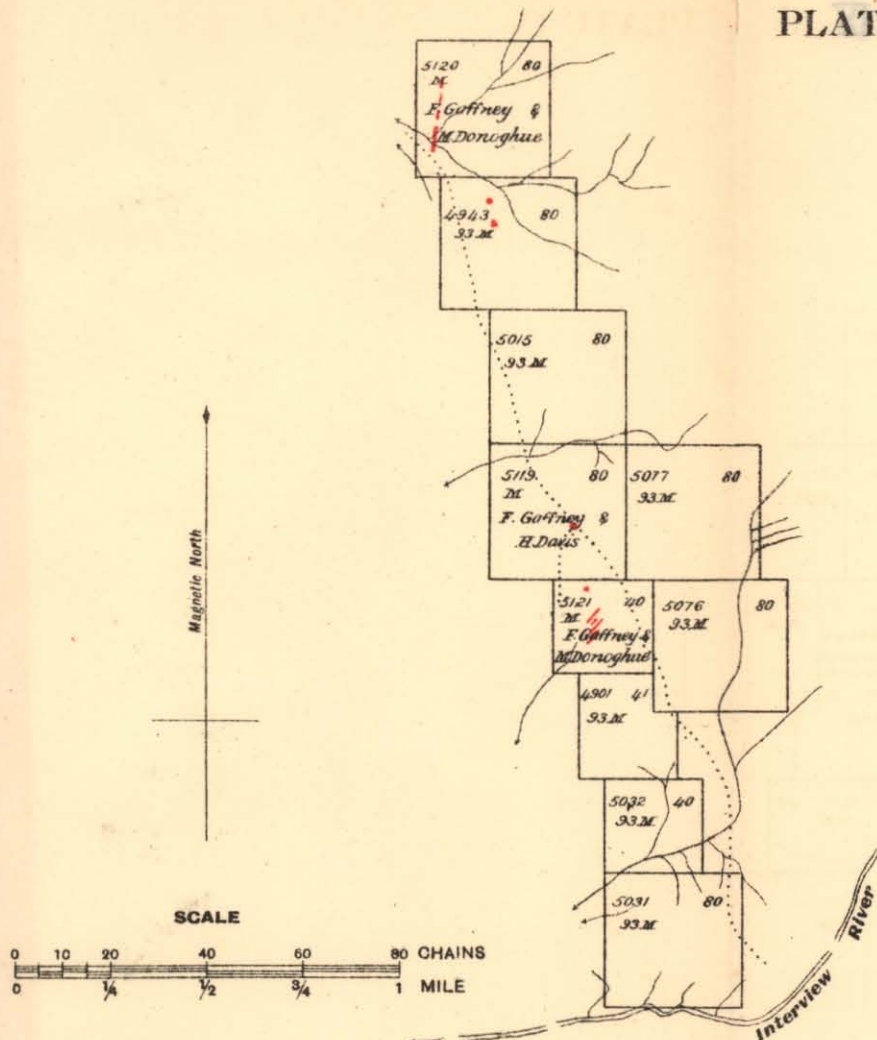 PLAT
5120 80
M
F. Gaffney &
M. Donoghue
4943 80
93.M
5015 80
93.M
5119 80
M
F. Gaffney &
H. Davis
5077 80
93.M
5121 40
M
F. Gaffney &
M. Donoghue
5076 80
93.M
4901 41
93.M
5032 40
93.M
5031 80
93.M
Magnetic North
SCALE
0 10 20 40 60 80 CHAINS
0 1/4 1/2 3/4 1 MILE
Interview River